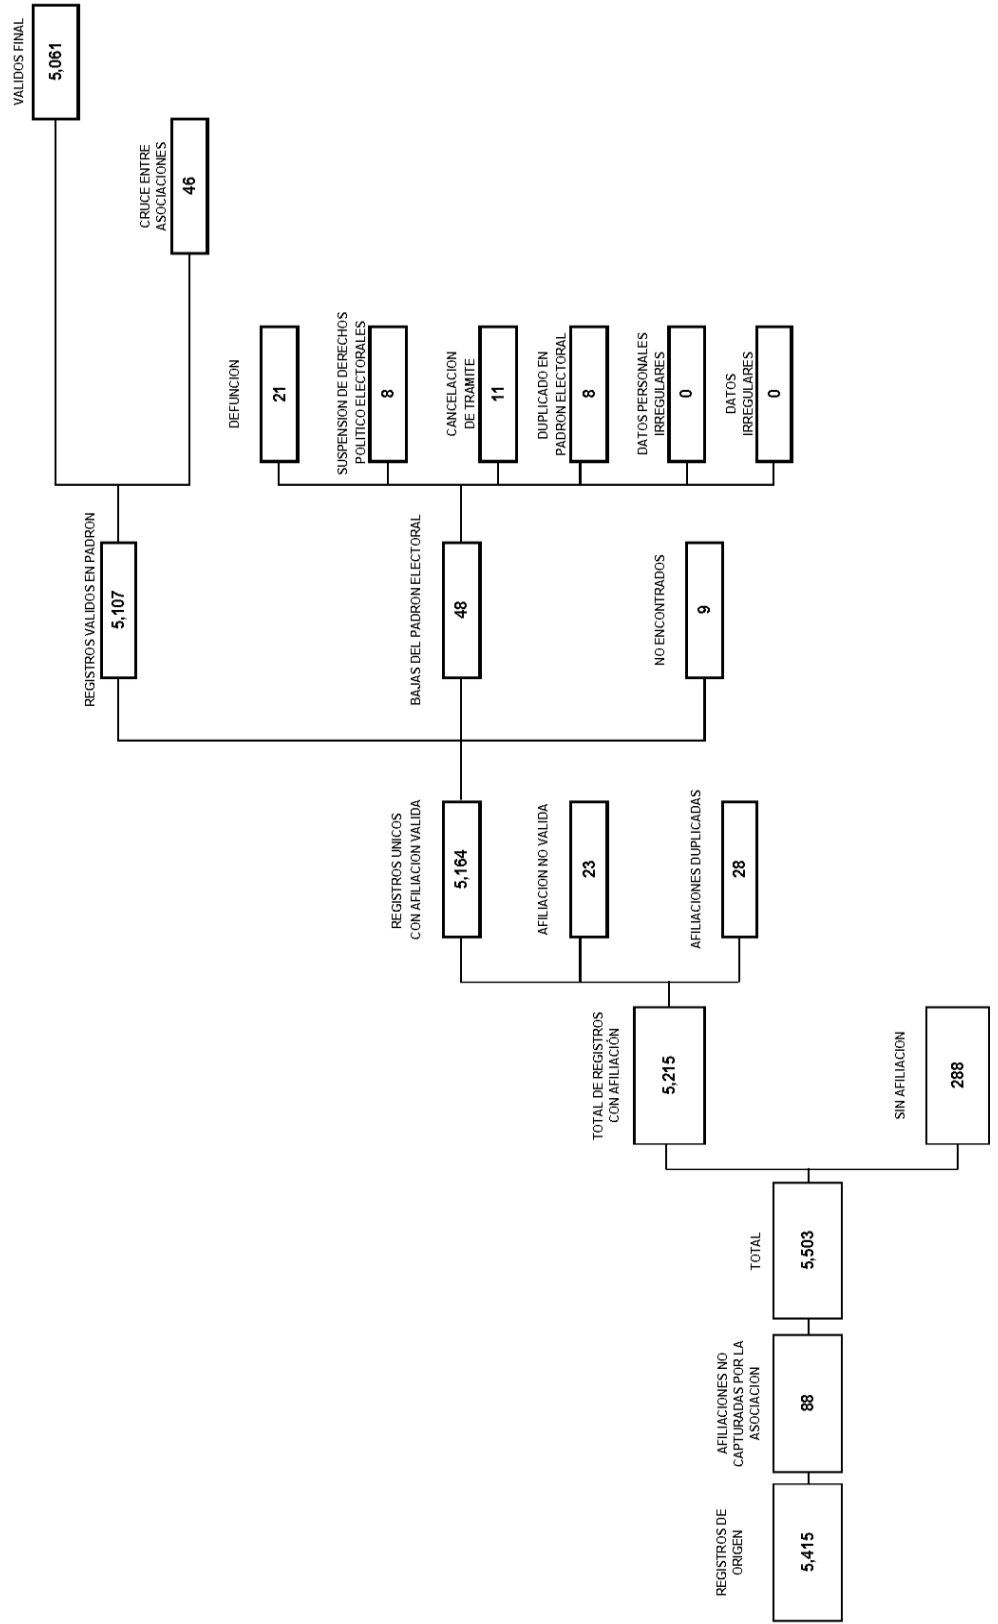 REGISTROS DE
ORIGEN
5,415
AFILIACIONES NO
CAPTURADAS POR LA
ASOCIACION
88
TOTAL
5,503
TOTAL DE REGISTROS
CON AFILIACIÓN
5,215
SIN AFILIACION
288
REGISTROS UNICOS
CON AFILIACION VALIDA
5,164
AFILIACION NO VALIDA
23
AFILIACIONES DUPLICADAS
28
REGISTROS VALIDOS EN PADRON
5,107
BAJAS DEL PADRON ELECTORAL
48
NO ENCONTRADOS
9
DEFUNCION
21
SUSPENSION DE DERECHOS
POLITICO ELECTORALES
8
CANCELACION
DE TRAMITE
11
DUPLICADO EN
PADRON ELECTORAL
8
DATOS PERSONALES
IRREGULARES
0
DATOS
IRREGULARES
0
VALIDOS FINAL
5,061
CRUCE ENTRE
ASOCIACIONES
46